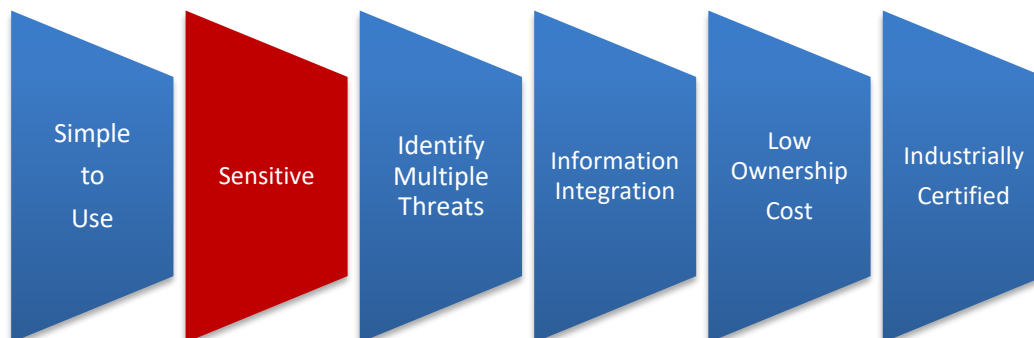 Simple
to
Use
Sensitive
Identify
Multiple
Threats
Information
Integration
Low
Ownership
Cost
Industrially
Certified